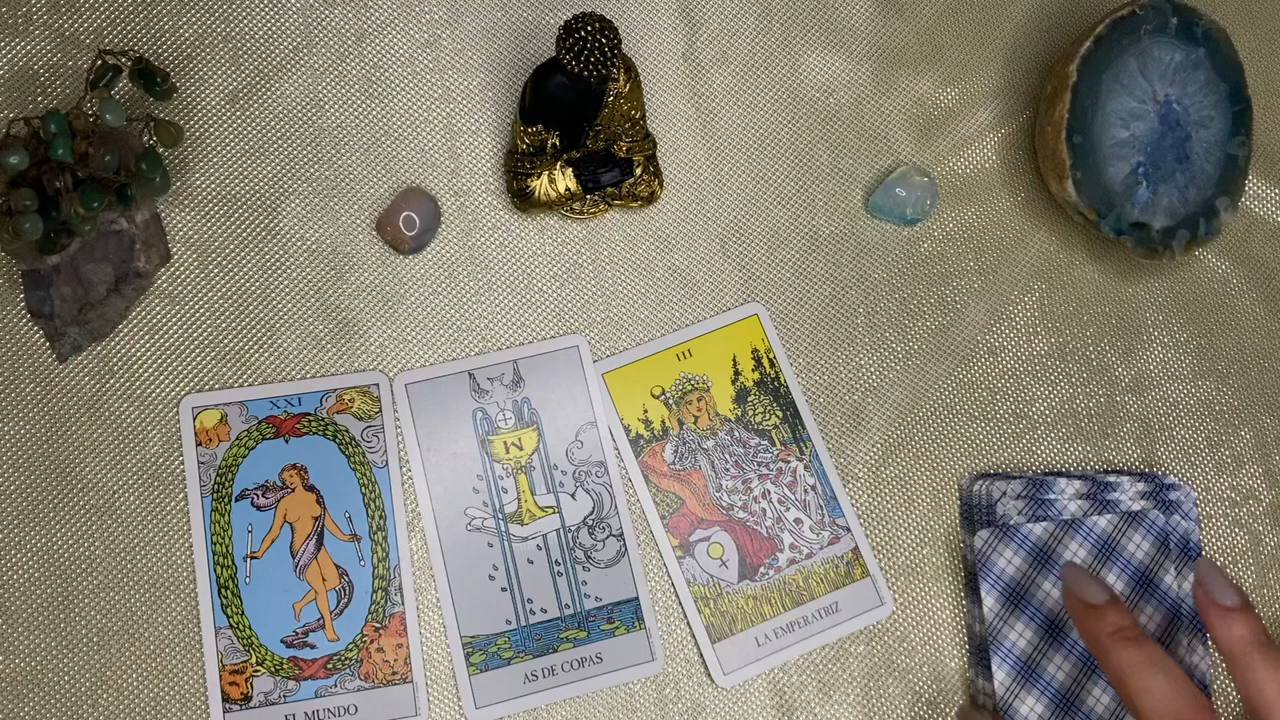 XXI
EL MUNDO
M
AS DE COPAS
III
LA EMPERATRIZ